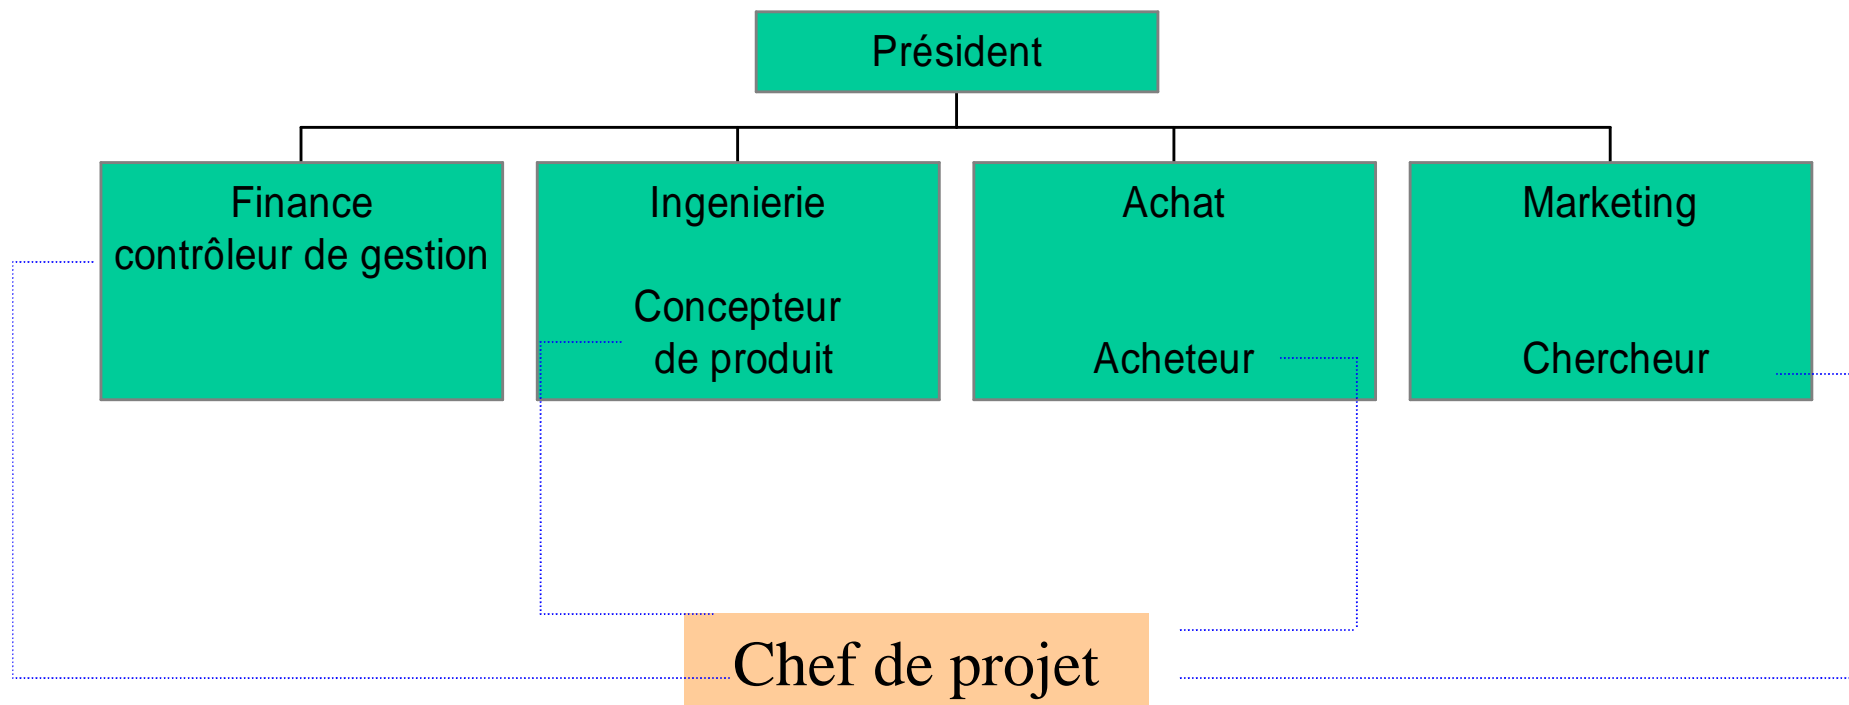 Président
Finance
contrôleur de gestion
Ingenierie
Concepteur
de produit
Achat
Acheteur
Marketing
Chercheur
Chef de projet